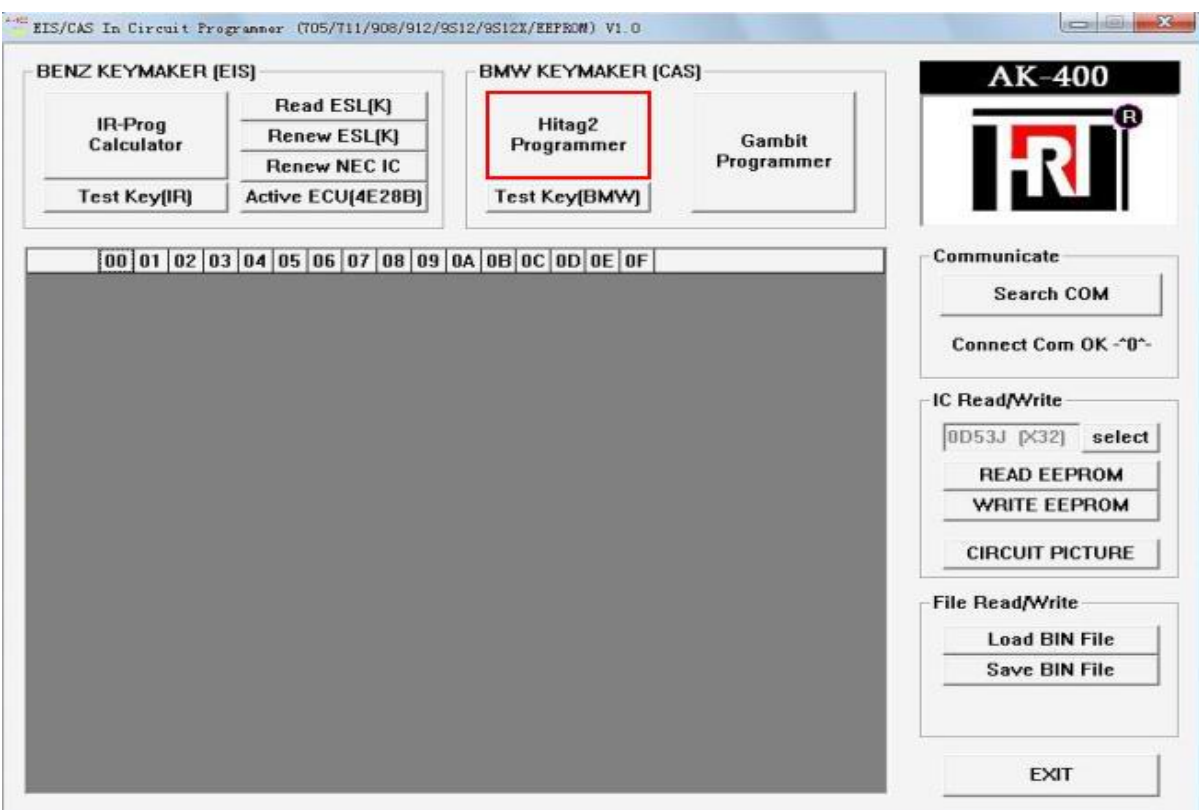 EIS/CAS In Circuit Programmer (705/711/908/912/9S12/9S12X/EEPROM) V1.0
BENZ KEYMAKER (EIS)
IR-Prog
Calculator
Test Key(IR)
Read ESL(K)
Renew ESL(K)
Renew NEC IC
Active ECU(4E28B)
BMW KEYMAKER (CAS)
Hitag2
Programmer
Test Key(BMW)
Gambit
Programmer
AK-400
HRT
R
00 01 02 03 04 05 06 07 08 09 0A 0B 0C 0D 0E 0F
Communicate
Search COM
Connect Com OK -^0^-
IC Read/Write
0D53J (X32) select
READ EEPROM
WRITE EEPROM
CIRCUIT PICTURE
File Read/Write
Load BIN File
Save BIN File
EXIT